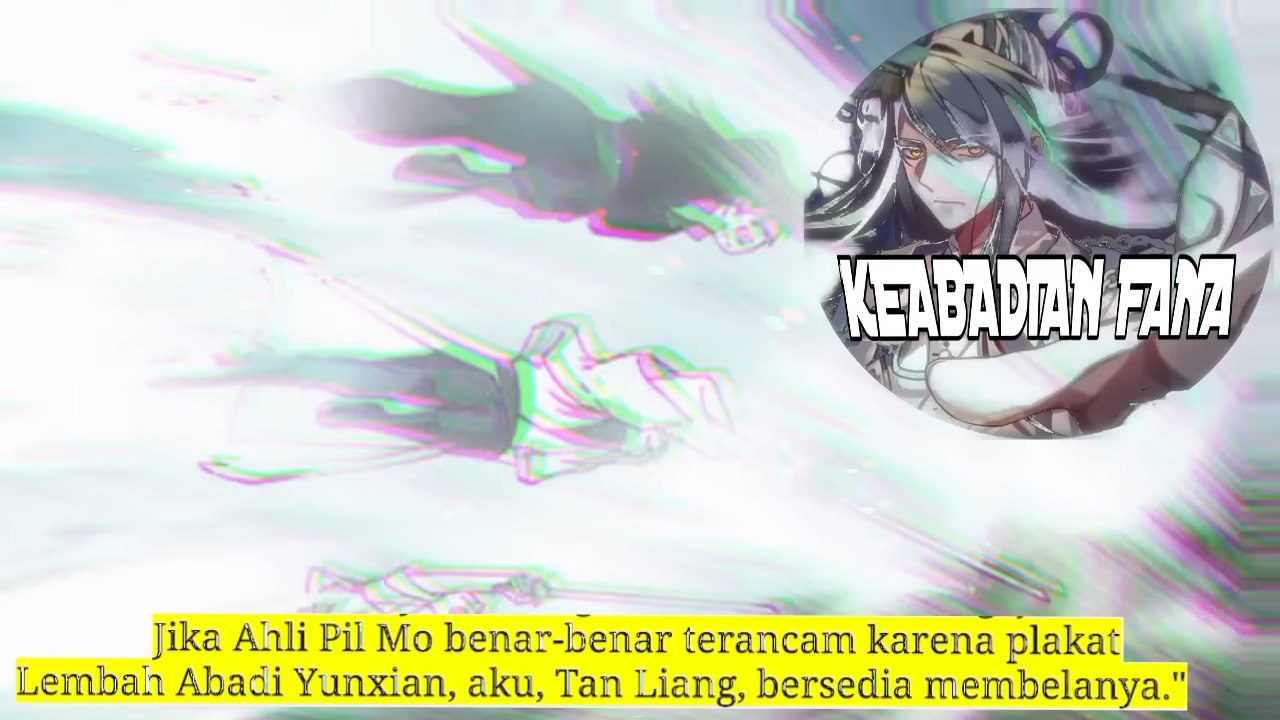 KEABADIAN FANA
Jika Ahli Pil Mo benar-benar terancam karena plakat
Lembah Abadi Yunxian, aku, Tan Liang, bersedia membelanya."